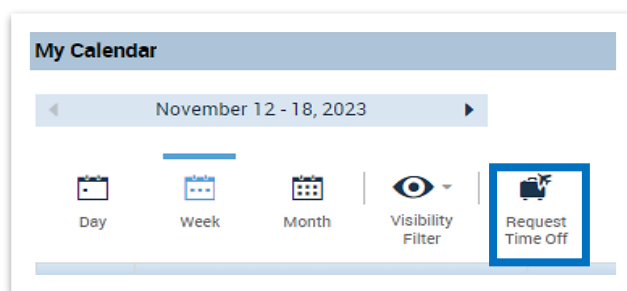 My Calendar
November 12 - 18, 2023
Day
Week
Month
Visibility
Filter
Request
Time Off